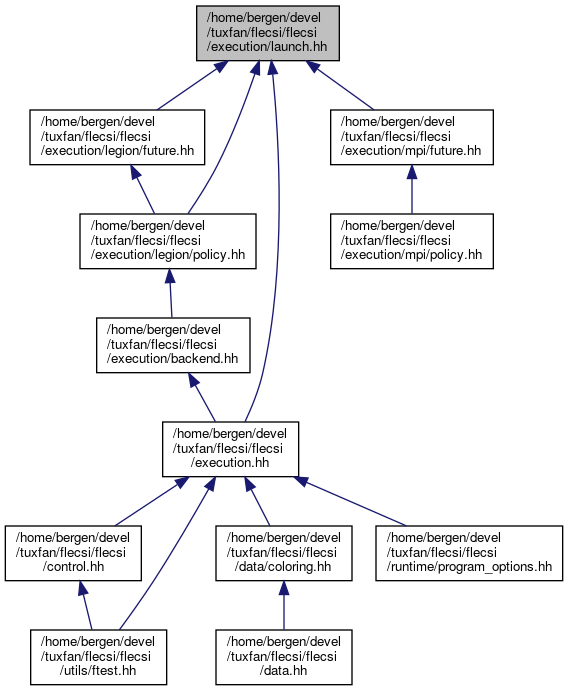 /home/bergen/devel
/tuxfan/flecsi/flecsi
/execution/launch.hh
/home/bergen/devel
/tuxfan/flecsi/flecsi
/execution/legion/future.hh
/home/bergen/devel
/tuxfan/flecsi/flecsi
/execution/mpi/future.hh
/home/bergen/devel
/tuxfan/flecsi/flecsi
/execution/legion/policy.hh
/home/bergen/devel
/tuxfan/flecsi/flecsi
/execution/mpi/policy.hh
/home/bergen/devel
/tuxfan/flecsi/flecsi
/execution/backend.hh
/home/bergen/devel
/tuxfan/flecsi/flecsi
/execution.hh
/home/bergen/devel
/tuxfan/flecsi/flecsi
/control.hh
/home/bergen/devel
/tuxfan/flecsi/flecsi
/data/coloring.hh
/home/bergen/devel
/tuxfan/flecsi/flecsi
/runtime/program_options.hh
/home/bergen/devel
/tuxfan/flecsi/flecsi
/utils/ftest.hh
/home/bergen/devel
/tuxfan/flecsi/flecsi
/data.hh